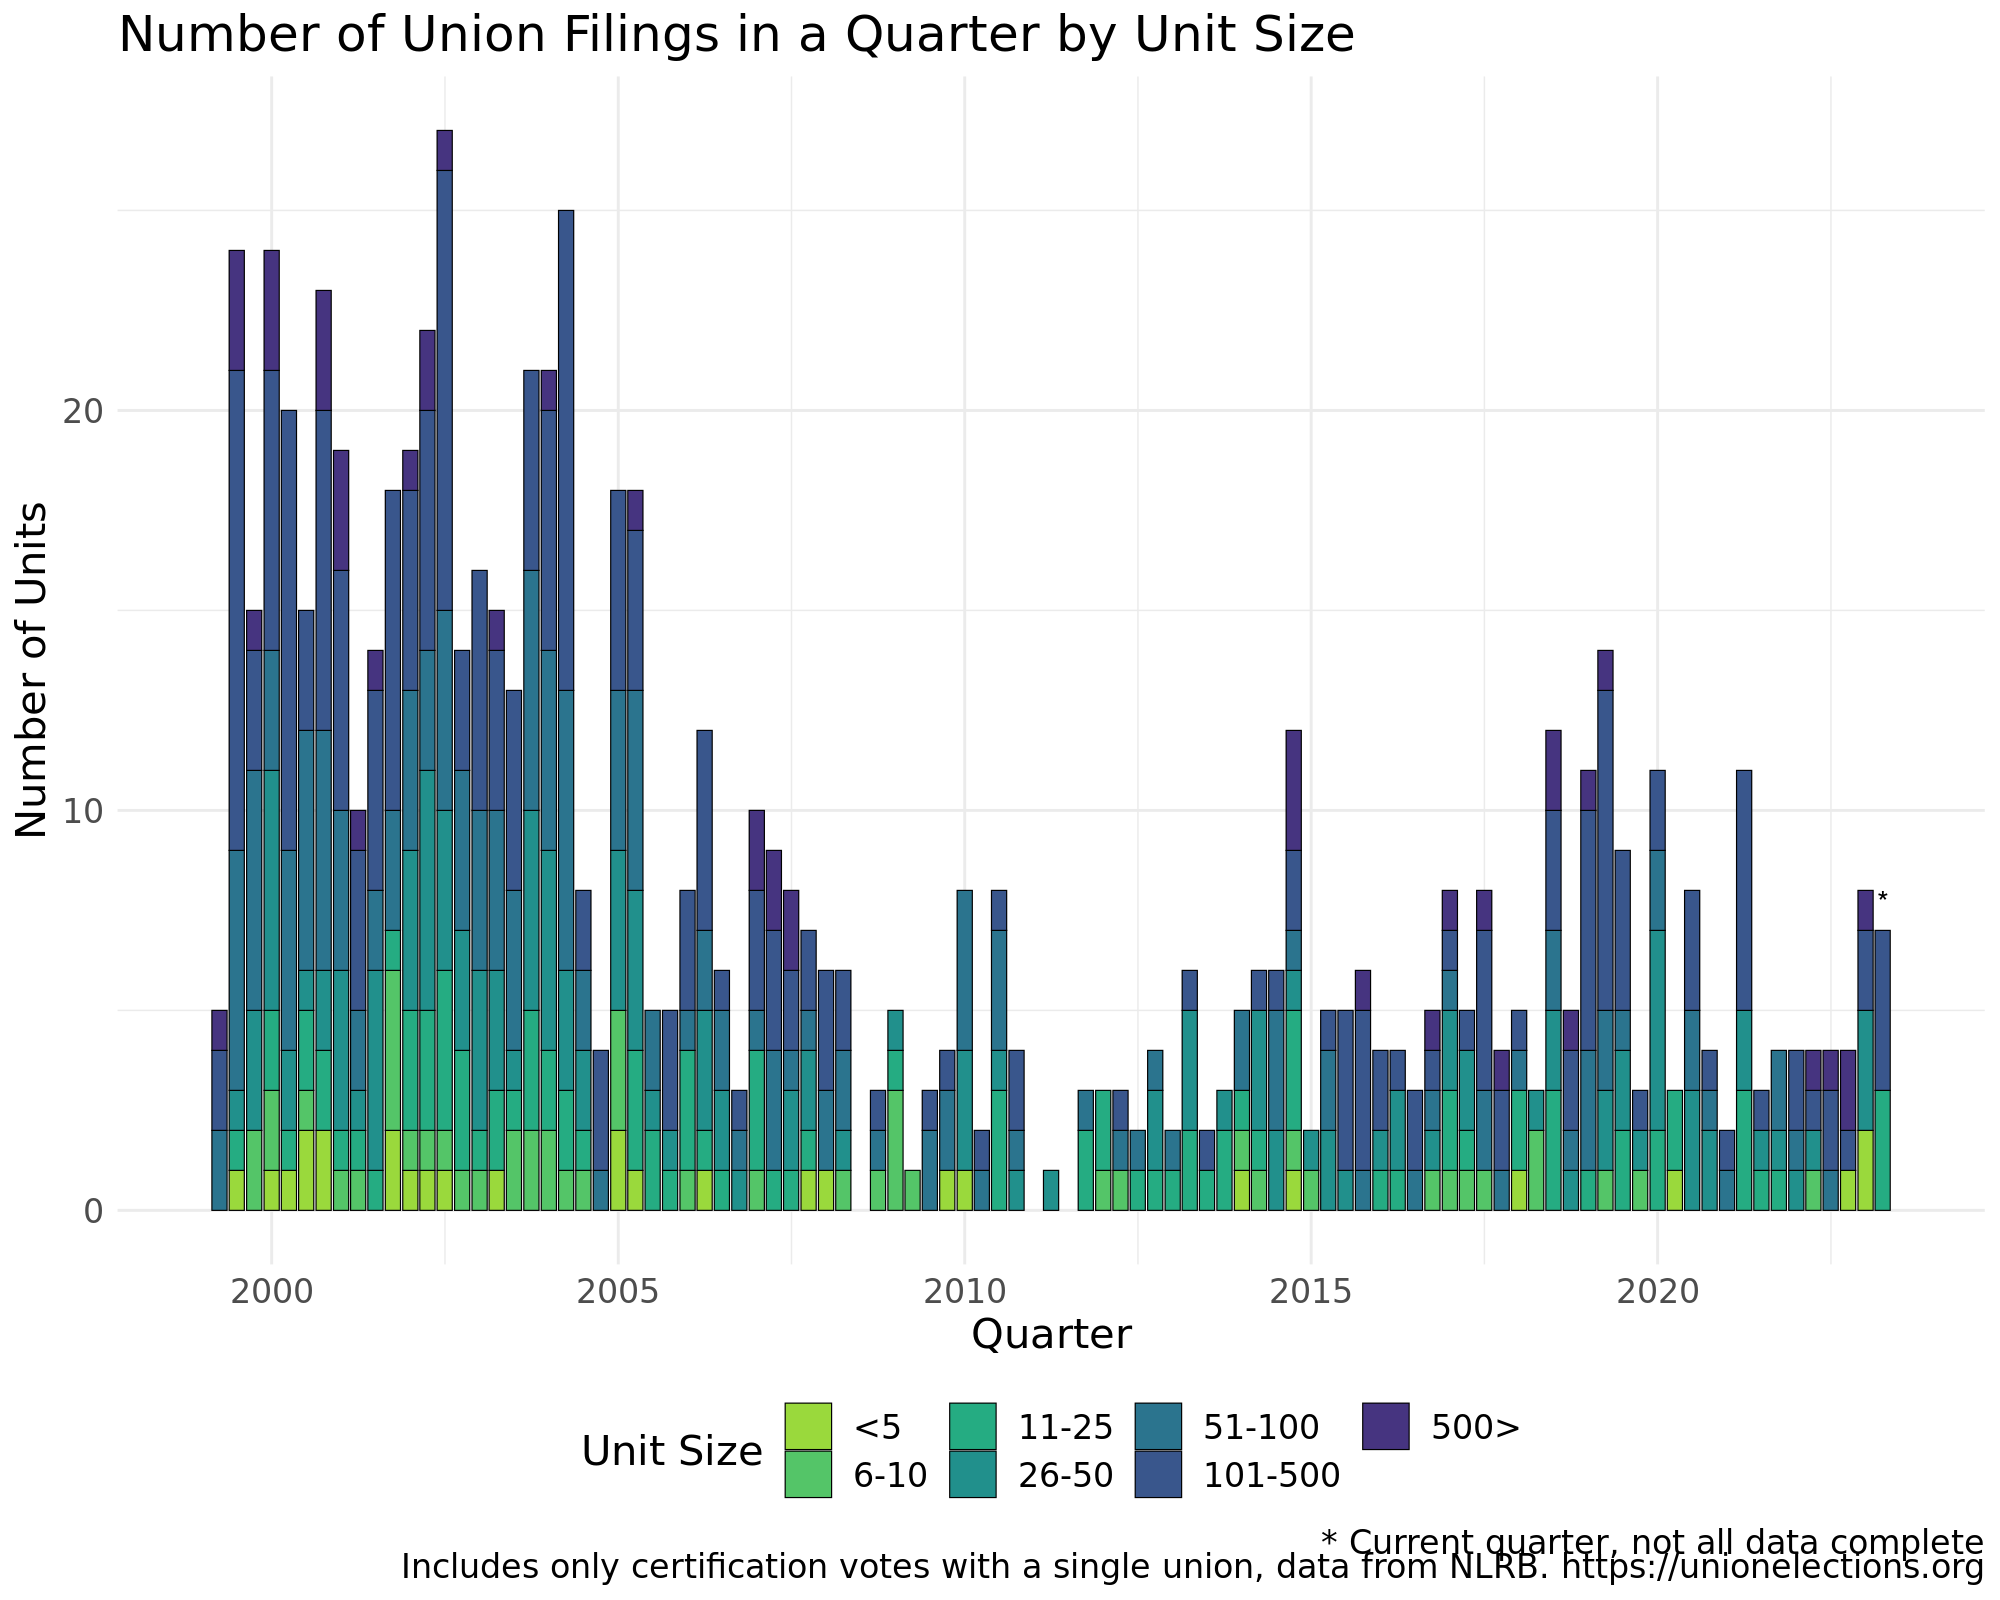 Number of Union Filings in a Quarter by Unit Size
Number of Units
20
10
0
*
2000 2005 2010 2015 2020
Quarter
Unit Size
<5 11-25 51-100 500>
6-10 26-50 101-500
* Current quarter, not all data complete
Includes only certification votes with a single union, data from NLRB. https://unionelections.org